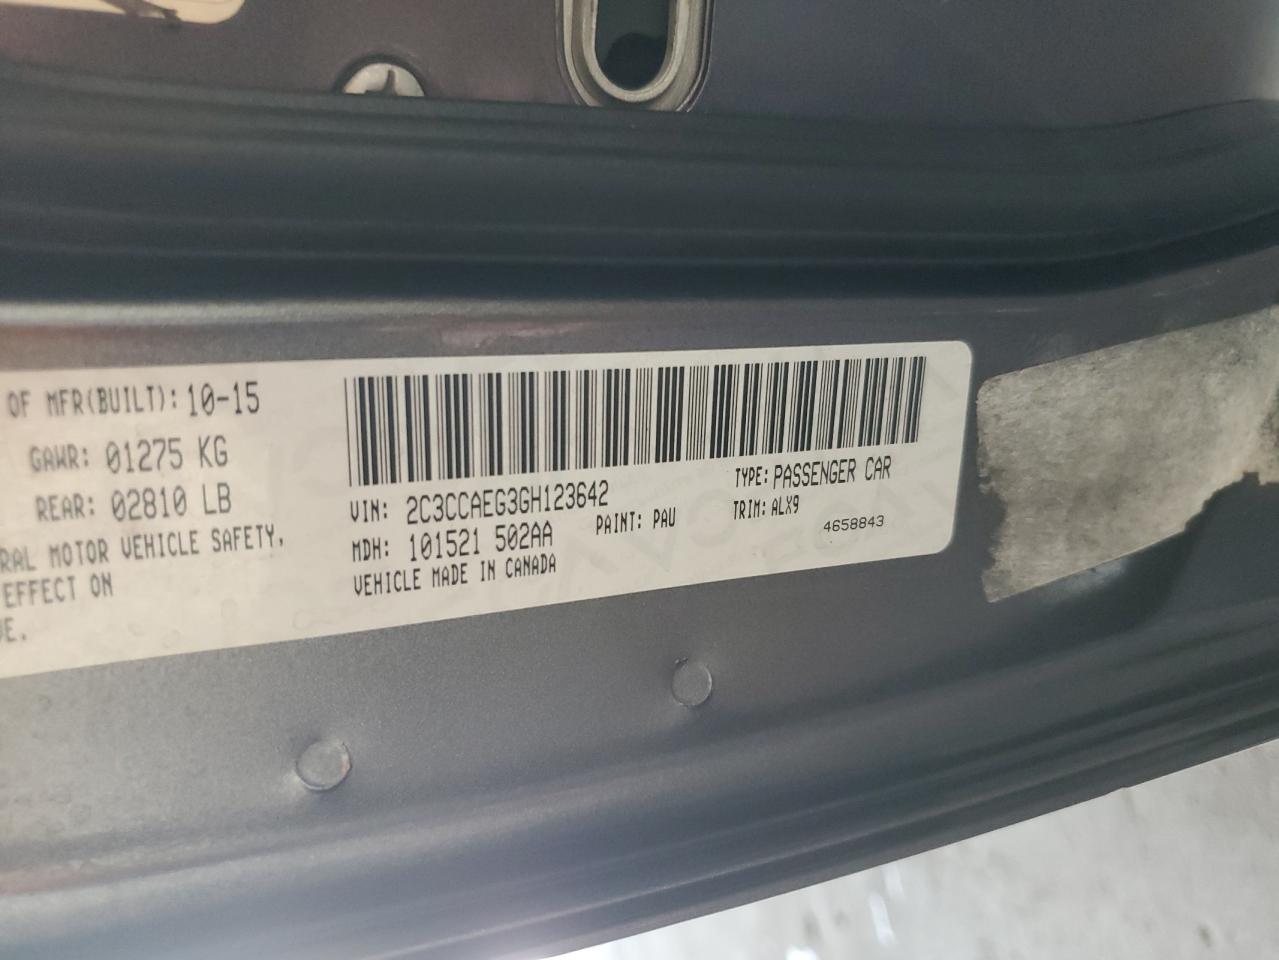 OF MFR(BUILT): 10-15
GAWR: 01275 KG
REAR: 02810 LB
RAL MOTOR VEHICLE SAFETY,
EFFECT ON
VIN: 2C3CCAEG3GH123642
TYPE: PASSENGER CAR
MDH: 101521 502AA
PAINT: PAU
TRIM: ALX9
4658843
VEHICLE MADE IN CANADA